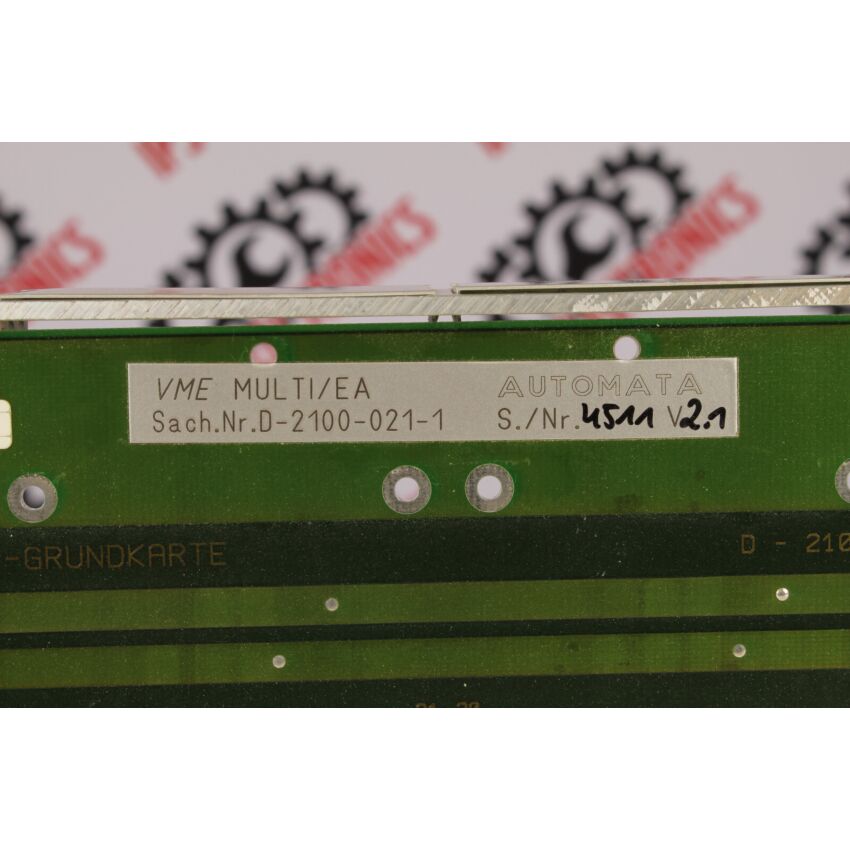 VME MULTI/EA AUTOMATA
Sach.Nr.D-2100-021-1 S./Nr.4511 V2.1
-GRUNDKARTE D - 210